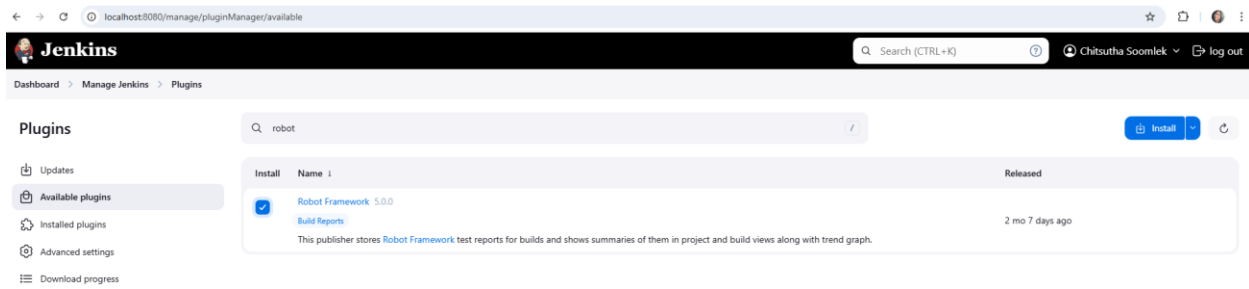 localhost:8080/manage/pluginManager/available
Jenkins
Search (CTRL+K)
?
Chitsutha Soomlek
log out
Dashboard > Manage Jenkins > Plugins
Plugins
robot
/
Install
Updates
Available plugins
Installed plugins
Advanced settings
Download progress
Install Name ↓ Released
Robot Framework 5.0.0
Build Reports
This publisher stores Robot Framework test reports for builds and shows summaries of them in project and build views along with trend graph.
2 mo 7 days ago